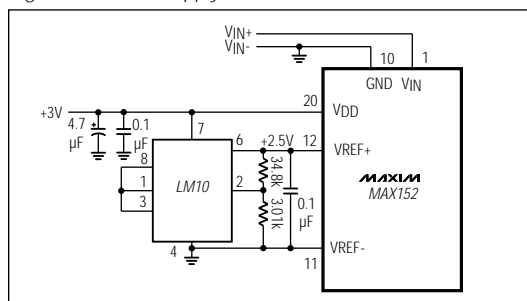 VIN+
VIN-
10
1
GND
VIN
+3V
20
VDD
4.7
µF
0.1
µF
7
6
+2.5V
12
VREF+
8
1
3
LM10
2
34.8k
3.01k
0.1
µF
MAXIM
MAX152
4
11
VREF-